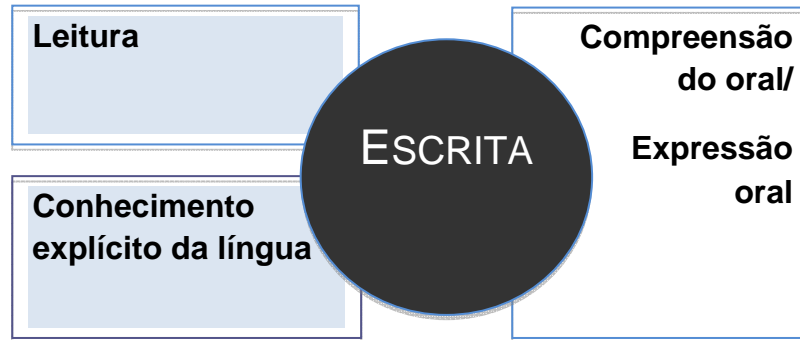 Leitura
Conhecimento
explícito da língua
ESCRITA
Compreensão
do oral/
Expressão
oral